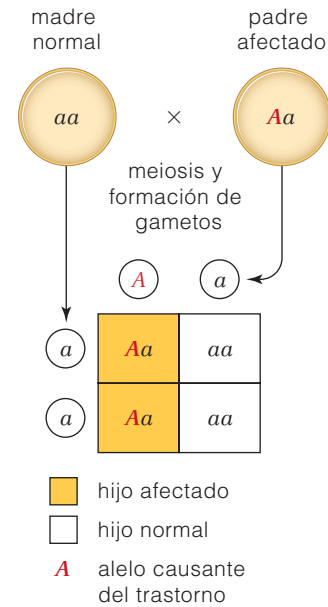 madre
normal
padre
afectado
aa
×
Aa
meiosis y
formación de
gametos
A
a
a
Aa
aa
a
Aa
aa
hijo afectado
hijo normal
A alelo causante
del trastorno